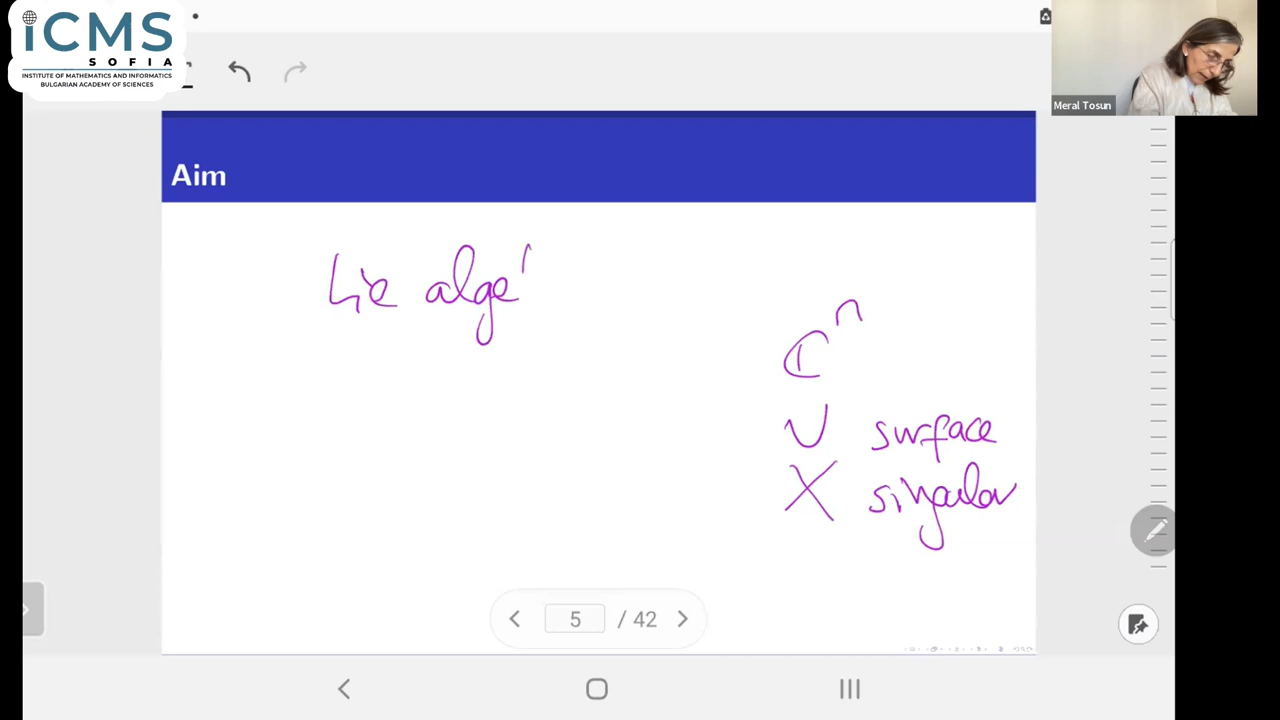 iCMS
SOFIA
INSTITUTE OF MATHEMATICS AND INFORMATICS
BULGARIAN ACADEMY OF SCIENCES
Meral Tosun
Aim
Lie alge
ℂⁿ
∪ surface
X singular
5 / 42